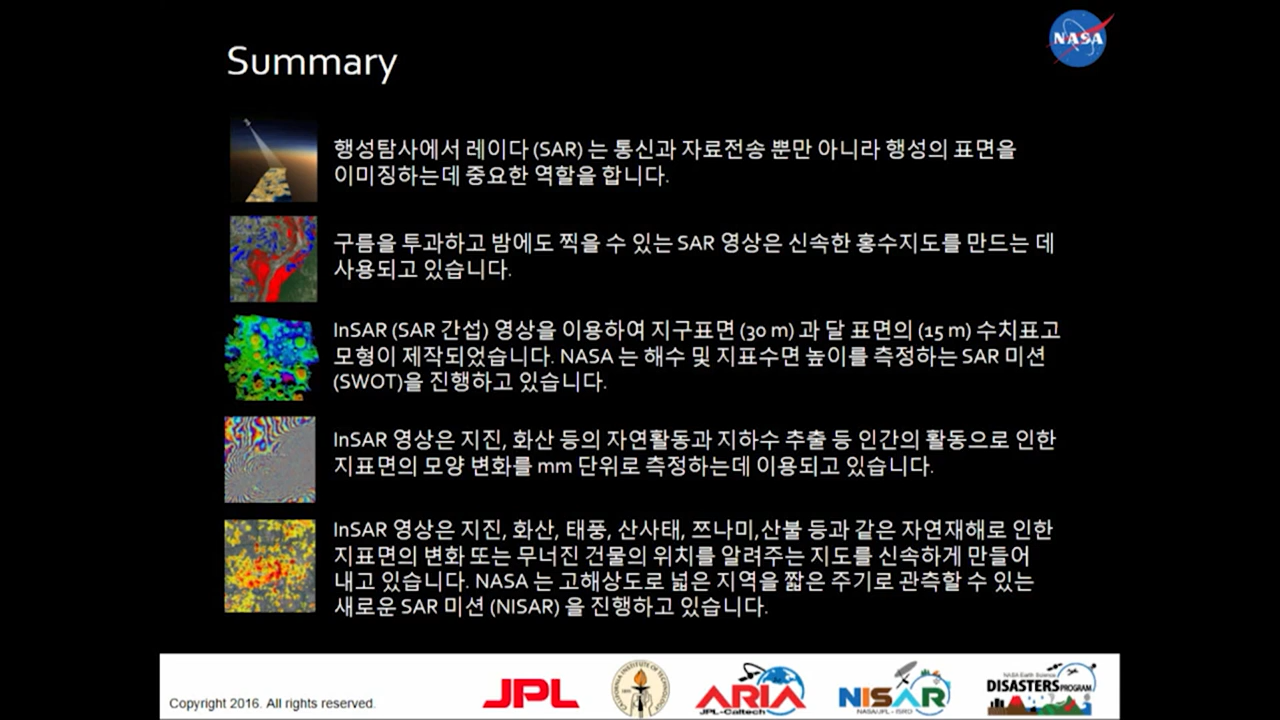 NASA
Summary
행성탐사에서 레이다 (SAR) 는 통신과 자료전송 뿐만 아니라 행성의 표면을
이미징하는데 중요한 역할을 합니다.
구름을 투과하고 밤에도 찍을 수 있는 SAR 영상은 신속한 홍수지도를 만드는 데
사용되고 있습니다.
InSAR (SAR 간섭) 영상을 이용하여 지구표면 (30 m) 과 달 표면의 (15 m) 수치표고
모형이 제작되었습니다. NASA 는 해수 및 지표수면 높이를 측정하는 SAR 미션
(SWOT)을 진행하고 있습니다.
InSAR 영상은 지진, 화산 등의 자연활동과 지하수 추출 등 인간의 활동으로 인한
지표면의 모양 변화를 mm 단위로 측정하는데 이용되고 있습니다.
InSAR 영상은 지진, 화산, 태풍, 산사태, 쯔나미,산불 등과 같은 자연재해로 인한
지표면의 변화 또는 무너진 건물의 위치를 알려주는 지도를 신속하게 만들어
내고 있습니다. NASA 는 고해상도로 넓은 지역을 짧은 주기로 관측할 수 있는
새로운 SAR 미션 (NISAR) 을 진행하고 있습니다.
Copyright 2016. All rights reserved.
JPL
ARIA
JPL-Caltech
NISAR
NASA/JPL - ISRO
NASA Earth Science
DISASTERS PROGRAM